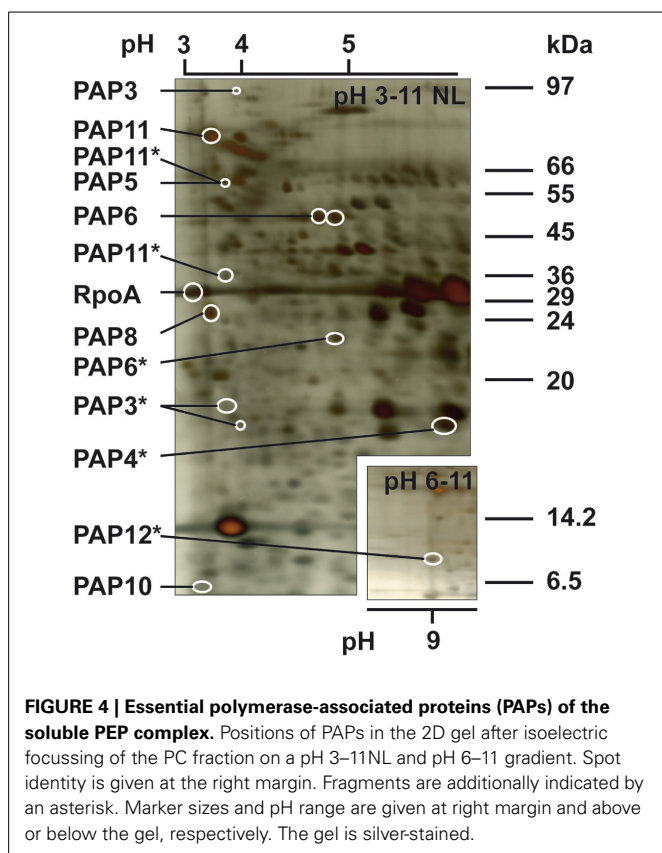 pH 3 4 5 kDa
pH 3-11 NL
PAP3
PAP11
PAP11*
PAP5
PAP6
PAP11*
RpoA
PAP8
PAP6*
PAP3*
PAP4*
PAP12*
PAP10
97
66
55
45
36
29
24
20
14.2
6.5
pH 6-11
pH 9
FIGURE 4 | Essential polymerase-associated proteins (PAPs) of the
soluble PEP complex. Positions of PAPs in the 2D gel after isoelectric
focussing of the PC fraction on a pH 3–11NL and pH 6–11 gradient. Spot
identity is given at the right margin. Fragments are additionally indicated by
an asterisk. Marker sizes and pH range are given at right margin and above
or below the gel, respectively. The gel is silver-stained.